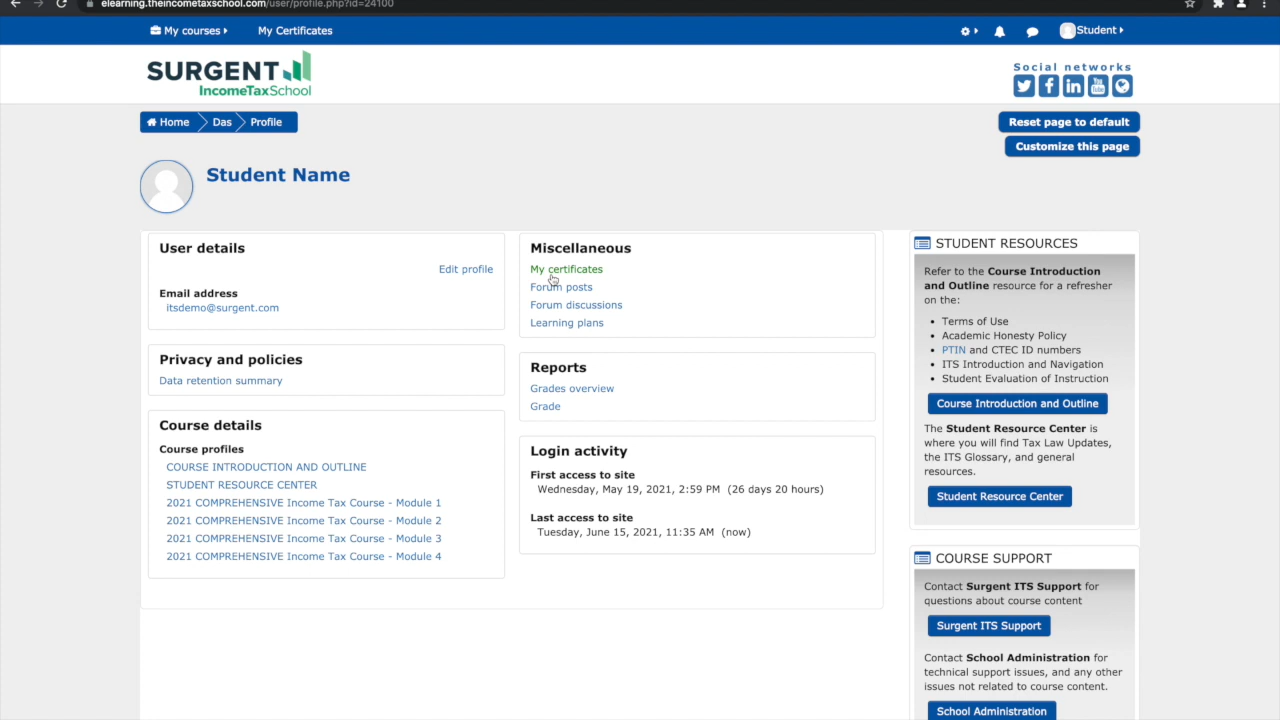 elearning.theincometaxschool.com/user/profile.php?id=24100
My courses
My Certificates
Student
SURGENT
IncomeTaxSchool
Social networks
You
Tube
Home
Das
Profile
Reset page to default
Customize this page
Student Name
User details
Edit profile
Email address
itsdemo@surgent.com
Privacy and policies
Data retention summary
Course details
Course profiles
COURSE INTRODUCTION AND OUTLINE
STUDENT RESOURCE CENTER
2021 COMPREHENSIVE Income Tax Course - Module 1
2021 COMPREHENSIVE Income Tax Course - Module 2
2021 COMPREHENSIVE Income Tax Course - Module 3
2021 COMPREHENSIVE Income Tax Course - Module 4
Miscellaneous
My certificates
Forum posts
Forum discussions
Learning plans
Reports
Grades overview
Grade
Login activity
First access to site
Wednesday, May 19, 2021, 2:59 PM (26 days 20 hours)
Last access to site
Tuesday, June 15, 2021, 11:35 AM (now)
STUDENT RESOURCES
Refer to the Course Introduction
and Outline resource for a refresher
on the:
• Terms of Use
• Academic Honesty Policy
• PTIN and CTEC ID numbers
• ITS Introduction and Navigation
• Student Evaluation of Instruction
Course Introduction and Outline
The Student Resource Center is
where you will find Tax Law Updates,
the ITS Glossary, and general
resources.
Student Resource Center
COURSE SUPPORT
Contact Surgent ITS Support for
questions about course content
Surgent ITS Support
Contact School Administration for
technical support issues, and any other
issues not related to course content.
School Administration